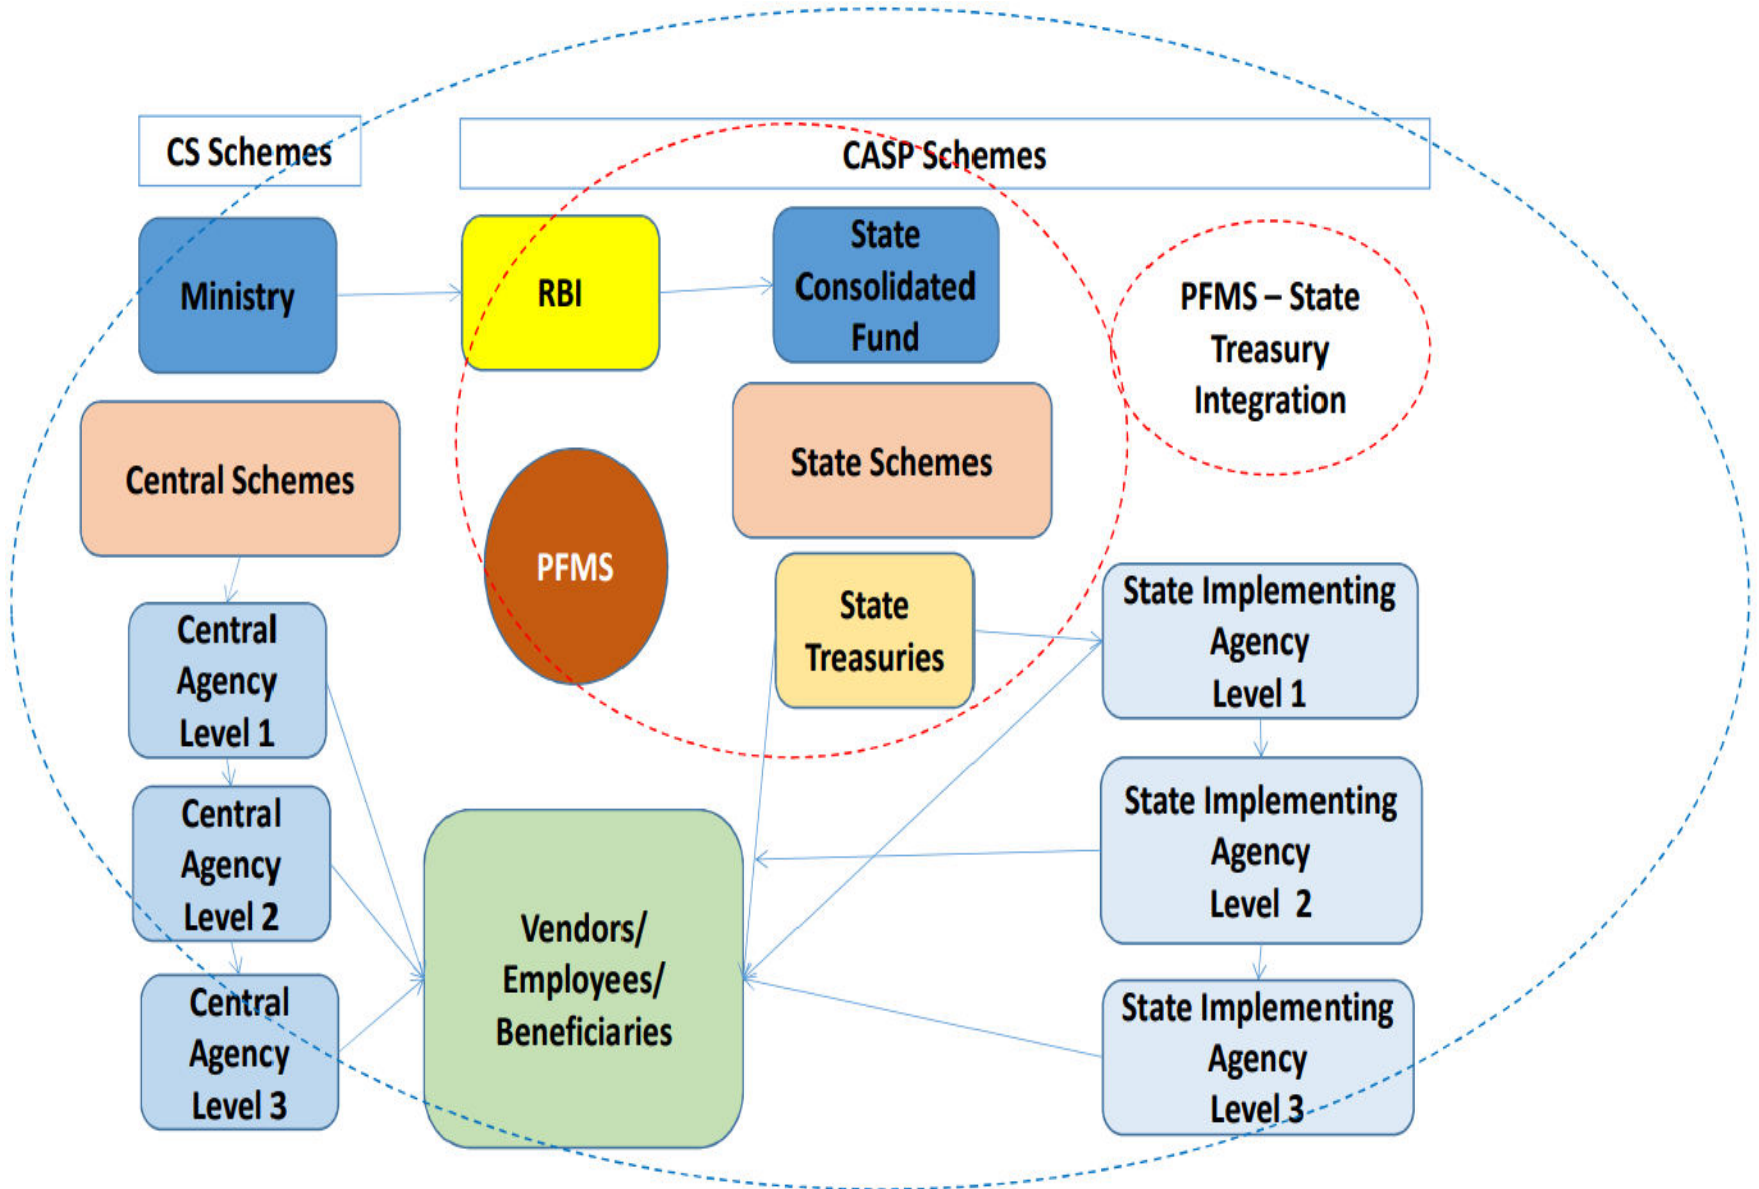 CS Schemes
CASP Schemes
Ministry
RBI
State
Consolidated
Fund
PFMS – State
Treasury
Integration
Central Schemes
State Schemes
PFMS
State
Treasuries
State Implementing
Agency
Level 1
Central
Agency
Level 1
Central
Agency
Level 2
State Implementing
Agency
Level 2
Vendors/
Employees/
Beneficiaries
Central
Agency
Level 3
State Implementing
Agency
Level 3